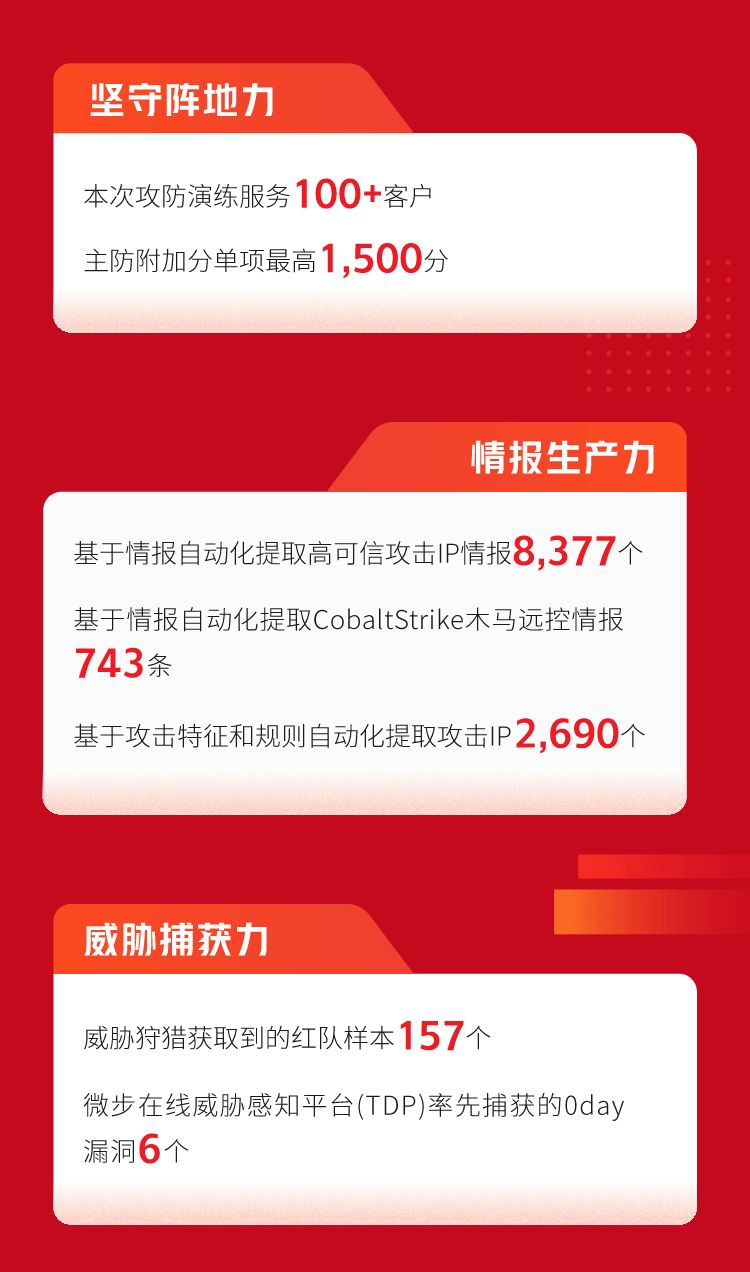 坚守阵地力
本次攻防演练服务100+客户
主防附加分单项最高1,500分
情报生产力
基于情报自动化提取高可信攻击IP情报8,377个
基于情报自动化提取CobaltStrike木马远控情报
743条
基于攻击特征和规则自动化提取攻击IP2,690个
威胁捕获力
威胁狩猎获取到的红队样本157个
微步在线威胁感知平台(TDP)率先捕获的0day
漏洞6个